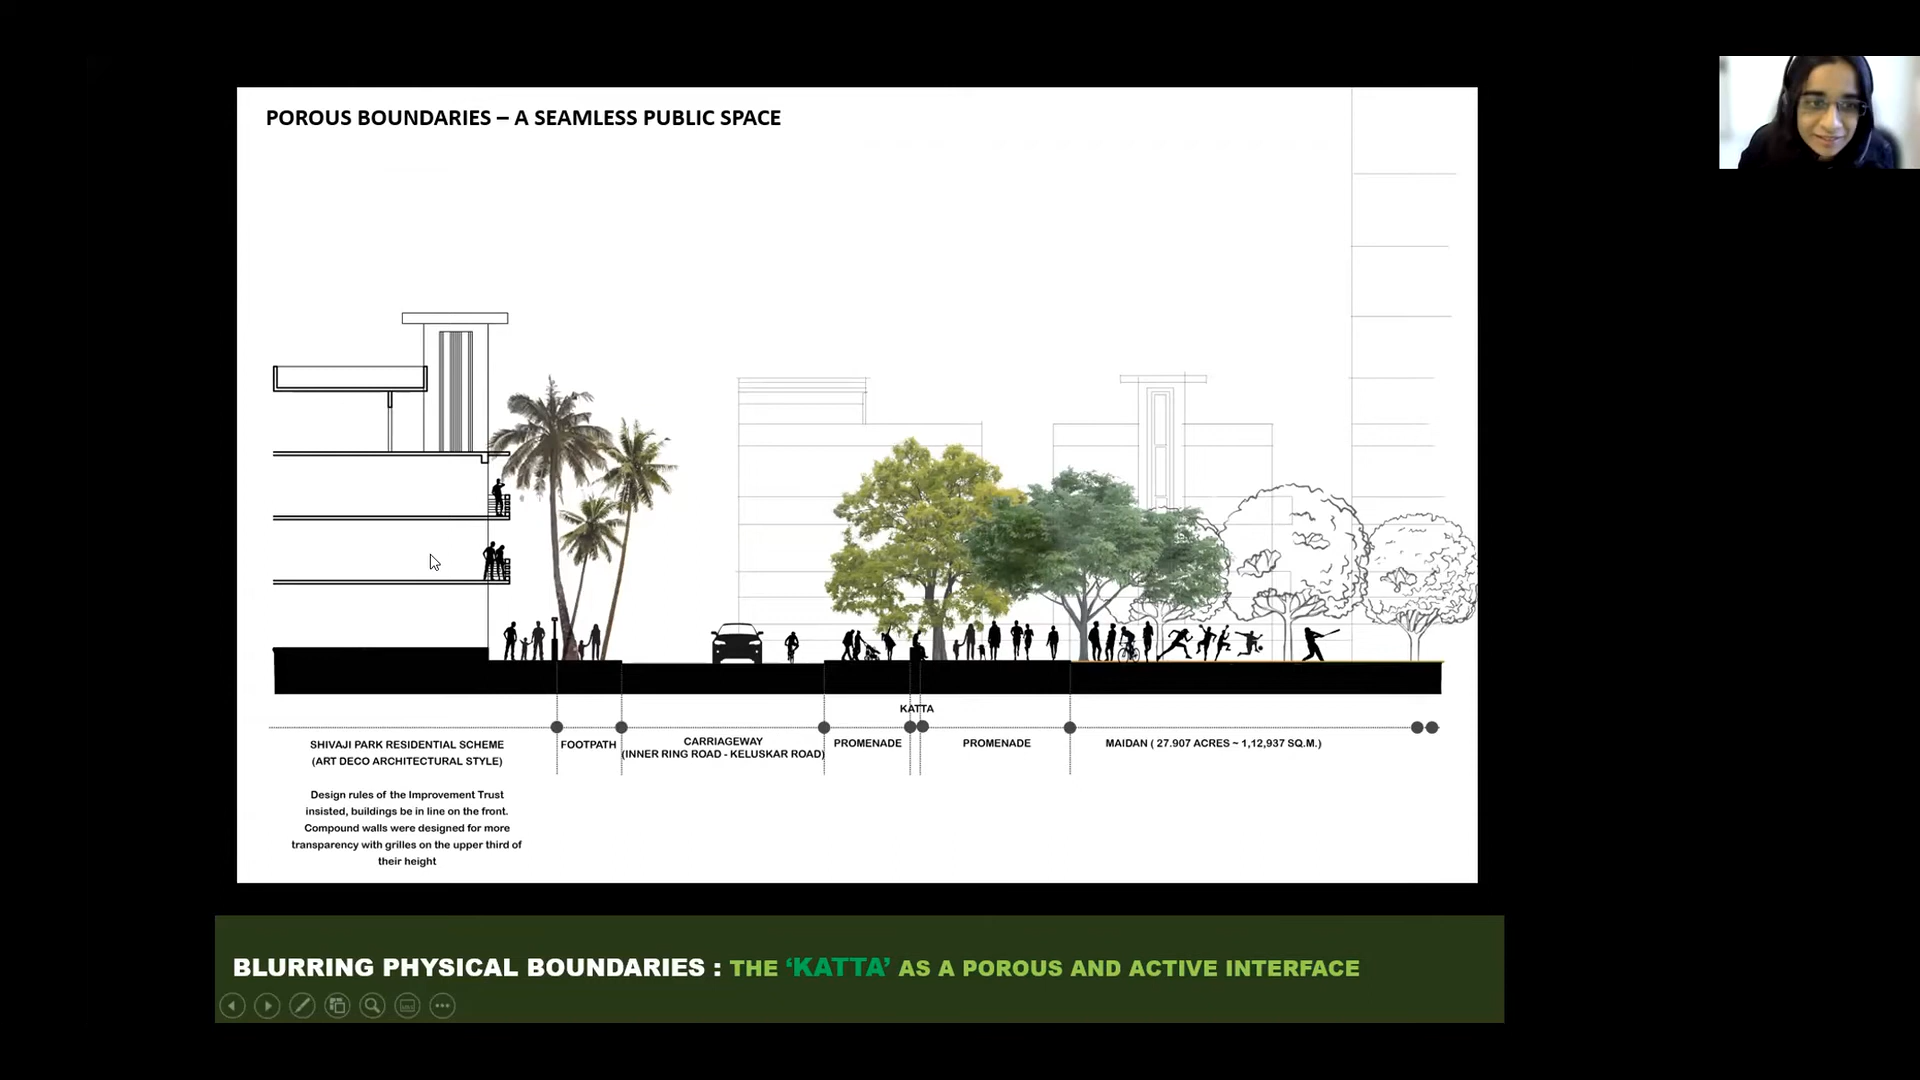 POROUS BOUNDARIES – A SEAMLESS PUBLIC SPACE
KATTA
SHIVAJI PARK RESIDENTIAL SCHEME
(ART DECO ARCHITECTURAL STYLE)
FOOTPATH
CARRIAGEWAY
(INNER RING ROAD - KELUSKAR ROAD)
PROMENADE
PROMENADE
MAIDAN ( 27.907 ACRES ~ 1,12,937 SQ.M.)
Design rules of the Improvement Trust
insisted, buildings be in line on the front.
Compound walls were designed for more
transparency with grilles on the upper third of
their height
BLURRING PHYSICAL BOUNDARIES : THE ‘KATTA’ AS A POROUS AND ACTIVE INTERFACE